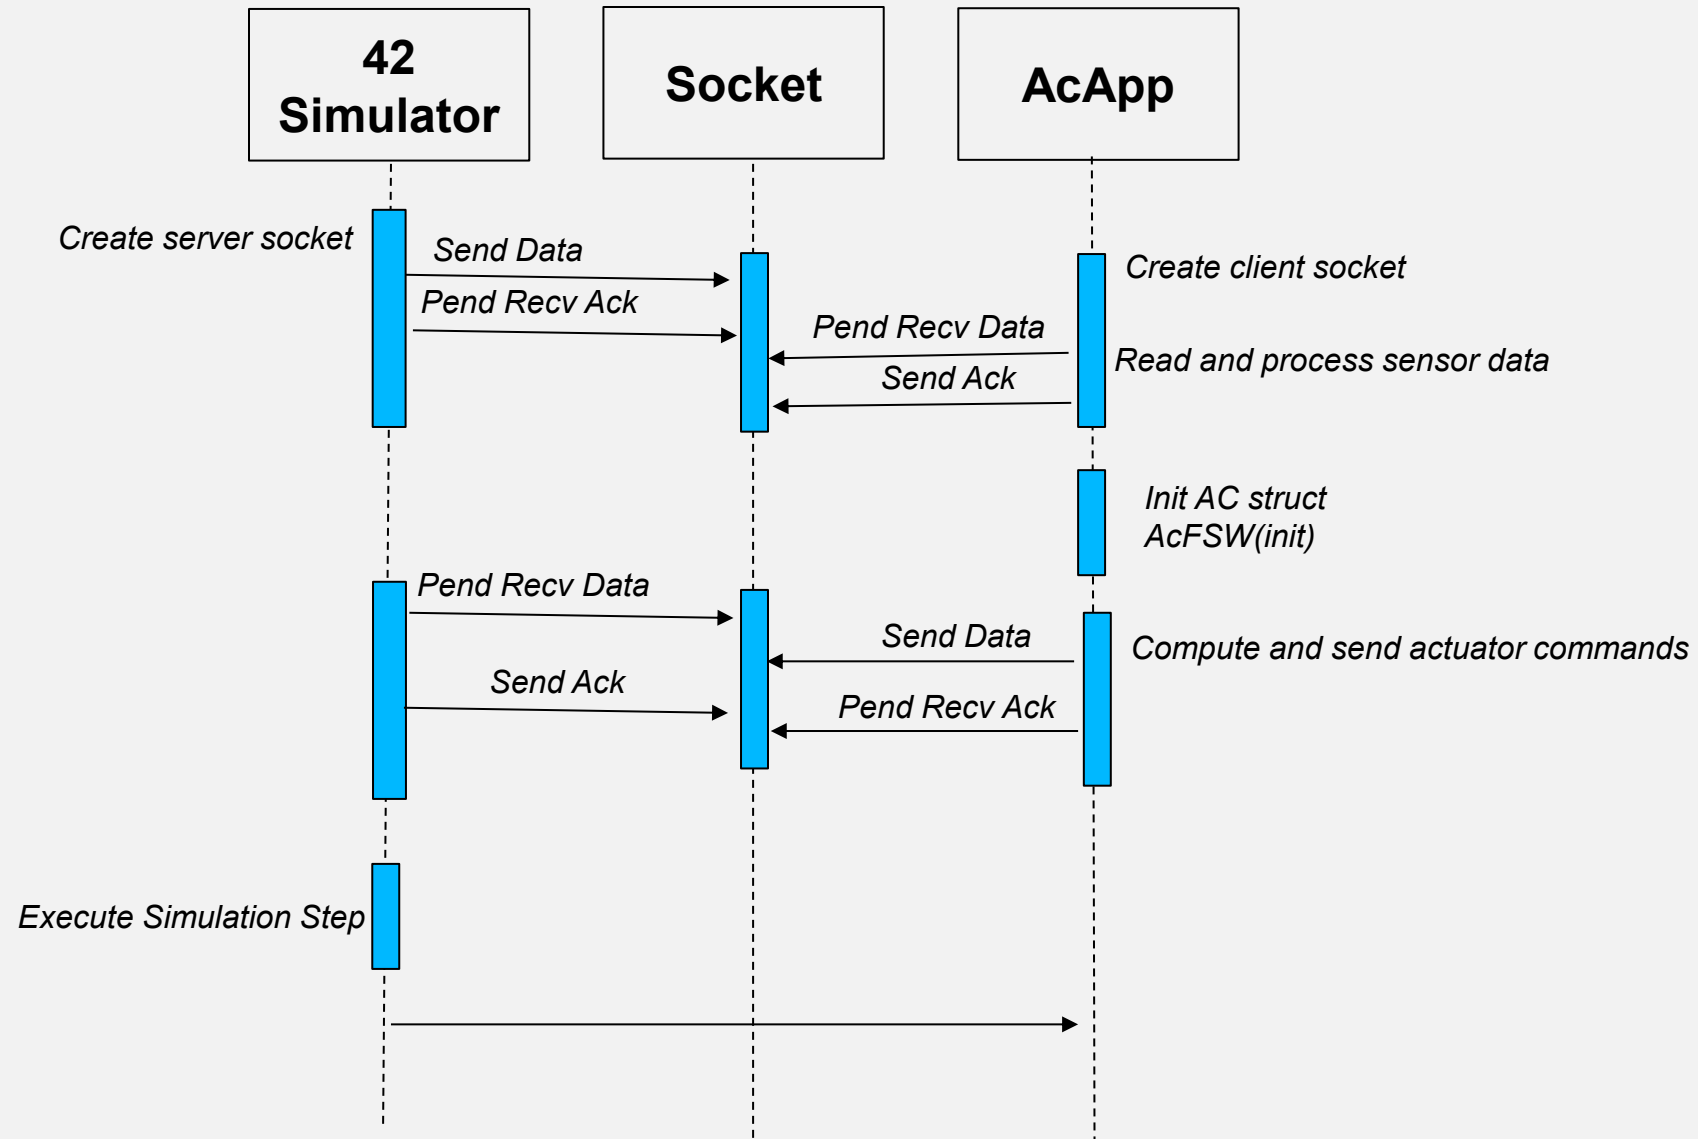 42
Simulator
Socket
AcApp
Create server socket
Send Data
Create client socket
Pend Recv Ack
Pend Recv Data
Read and process sensor data
Send Ack
Init AC struct
AcFSW(init)
Pend Recv Data
Send Data
Compute and send actuator commands
Send Ack
Pend Recv Ack
Execute Simulation Step